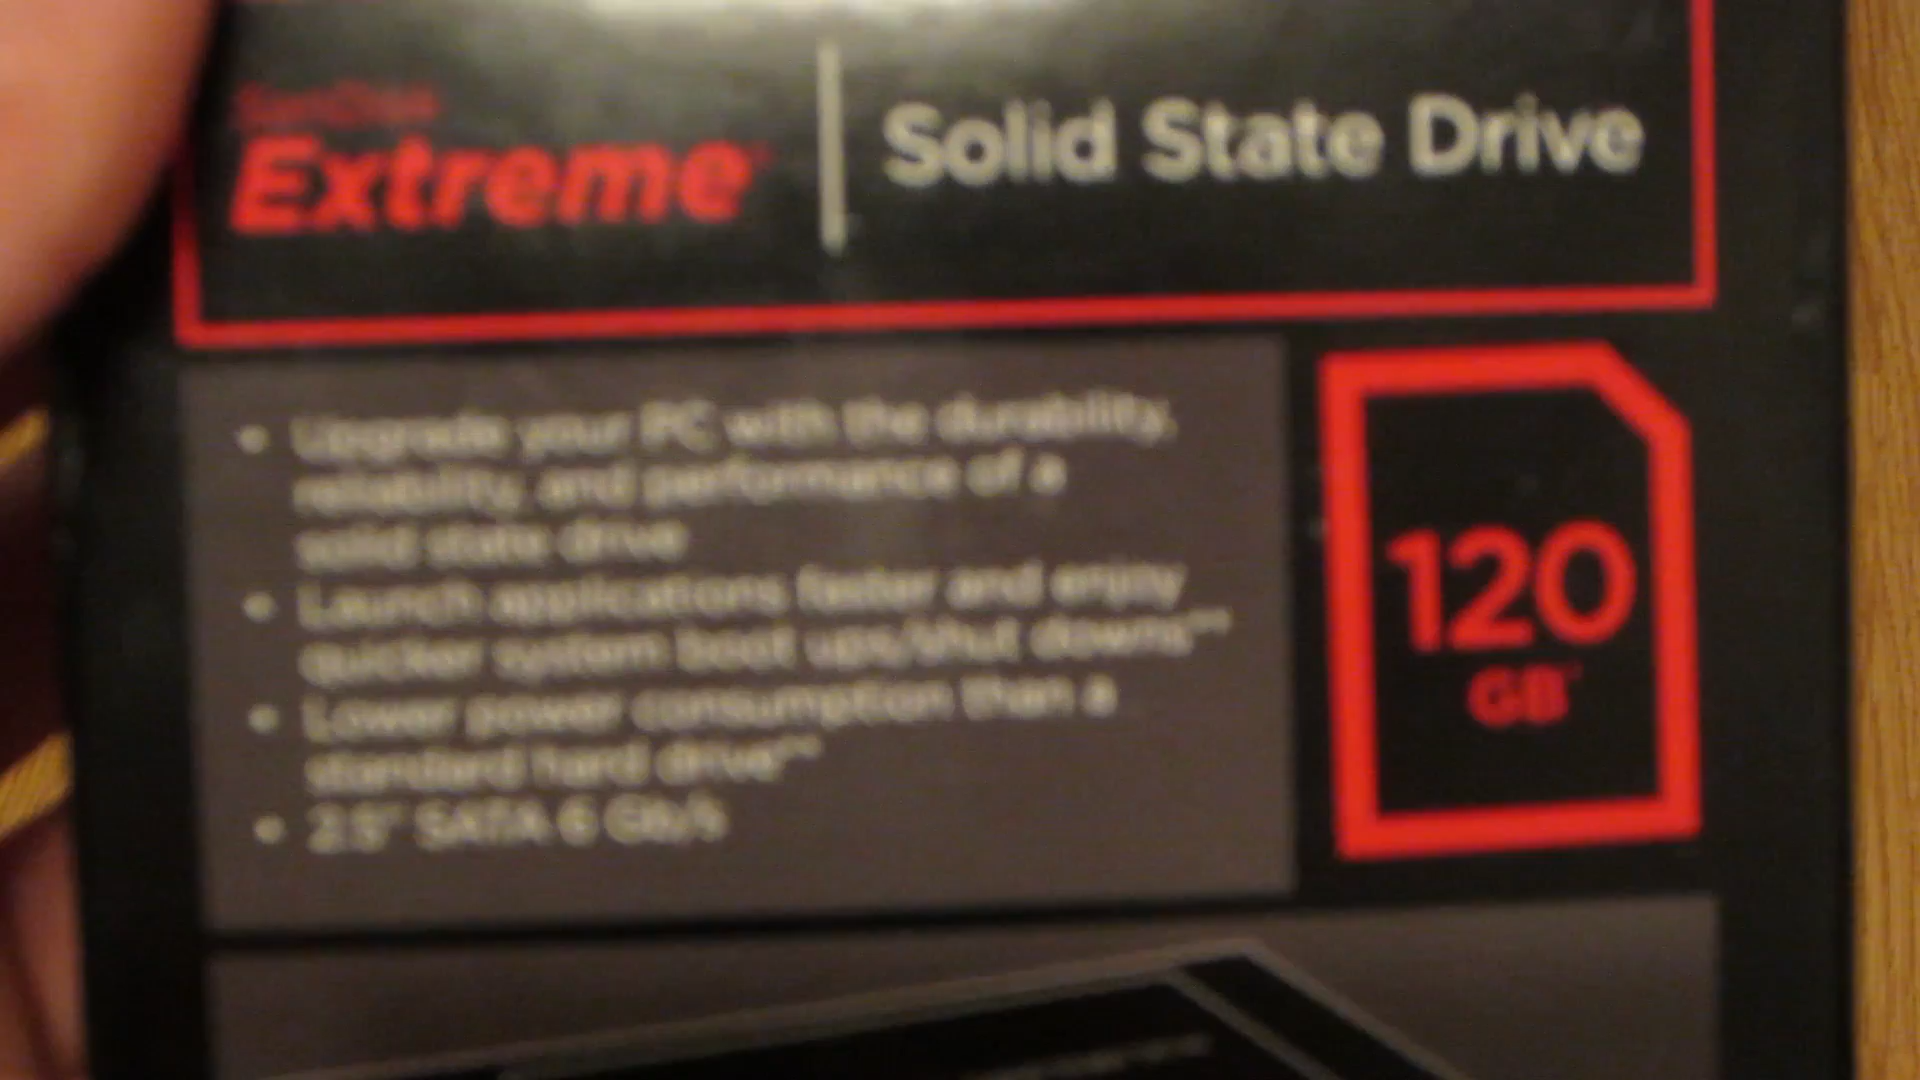 SanDisk
Extreme
Solid State Drive
• Upgrade your PC with the durability,
reliability, and performance of a
solid state drive
• Launch applications faster and enjoy
quicker system boot ups/shut downs**
• Lower power consumption than a
standard hard drive**
• 2.5" SATA 6 Gb/s
120
GB*